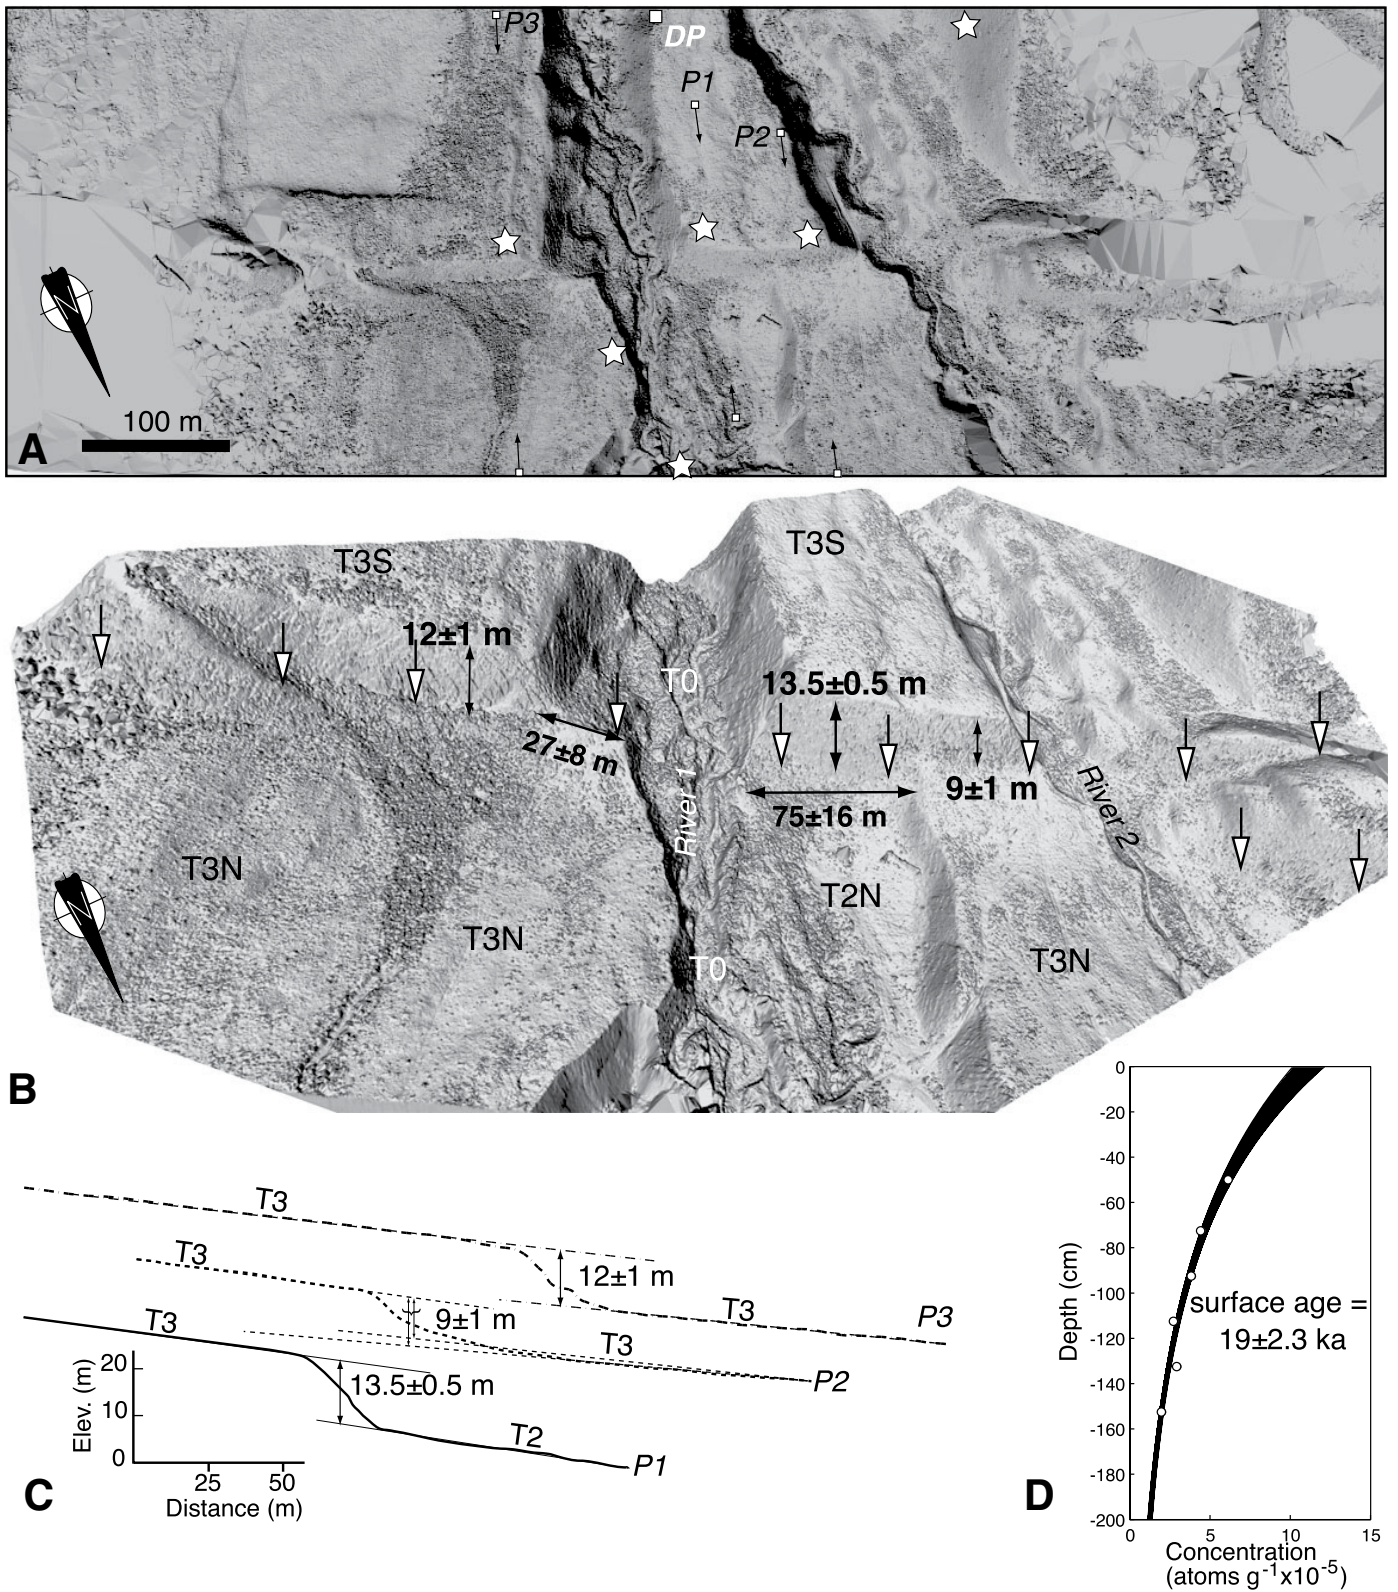 P3
DP
P1
P2
N
100 m
A
T3S
T3S
12±1 m
T0
13.5±0.5 m
27±8 m
River 1
75±16 m
9±1 m
River 2
T3N
T2N
T3N
T3N
T0
N
B
T3
T3
12±1 m
T3
9±1 m
T3
P3
T3
P2
20
13.5±0.5 m
10
T2
0
P1
Elev. (m)
25
50
Distance (m)
C
0
-20
-40
-60
-80
-100
-120
-140
-160
-180
-200
Depth (cm)
surface age =
19±2.3 ka
0
5
10
15
Concentration
(atoms g⁻¹x10⁻⁵)
D